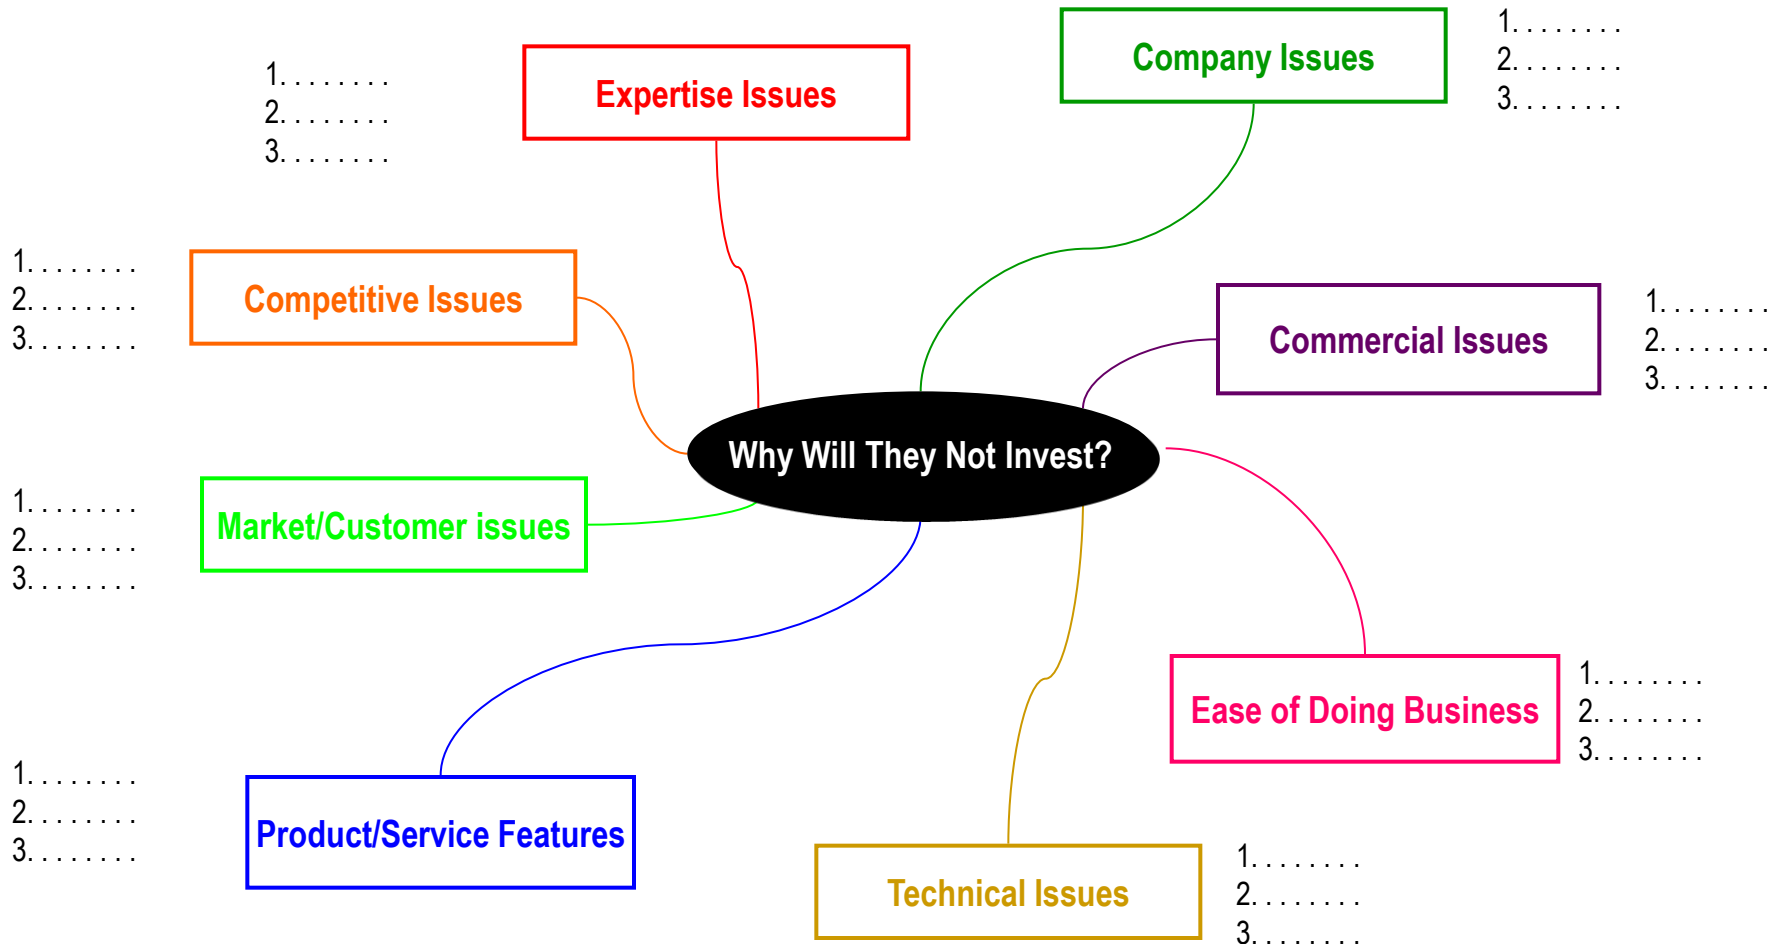 Company Issues
1. . . . . . . .
2. . . . . . . .
3. . . . . . . .
Expertise Issues
1. . . . . . . .
2. . . . . . . .
3. . . . . . . .
Competitive Issues
1. . . . . . . .
2. . . . . . . .
3. . . . . . . .
Commercial Issues
1. . . . . . . .
2. . . . . . . .
3. . . . . . . .
Why Will They Not Invest?
Market/Customer issues
1. . . . . . . .
2. . . . . . . .
3. . . . . . . .
Ease of Doing Business
1. . . . . . . .
2. . . . . . . .
3. . . . . . . .
Product/Service Features
1. . . . . . . .
2. . . . . . . .
3. . . . . . . .
Technical Issues
1. . . . . . . .
2. . . . . . . .
3. . . . . . . .